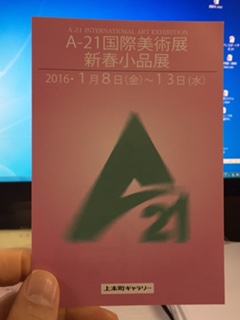 A-21 INTERNATIONAL ART EXHIBITION
A-21国際美術展
新春小品展
2016・1月8日(金)〜13日(水)
A21
上本町ギャラリー